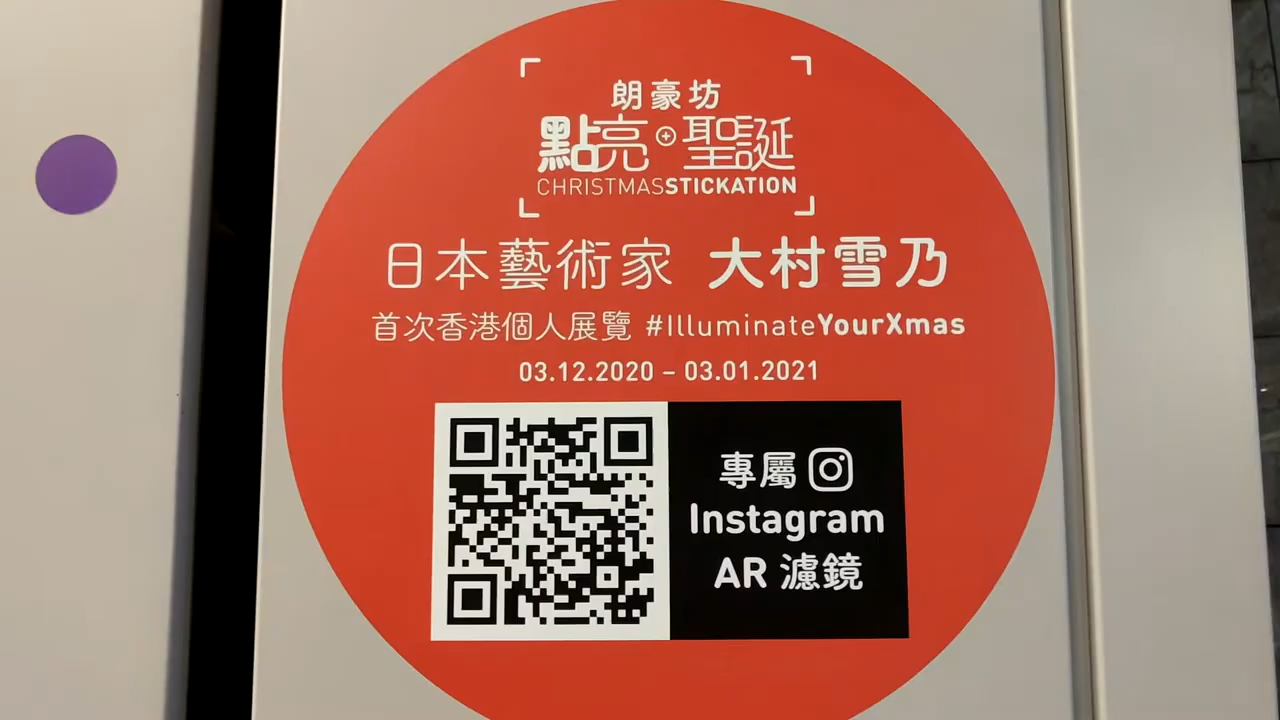 朗豪坊
點亮聖誕
CHRISTMASSTICKATION
日本藝術家 大村雪乃
首次香港個人展覽 #IlluminateYourXmas
03.12.2020 – 03.01.2021
專屬
Instagram
AR 濾鏡